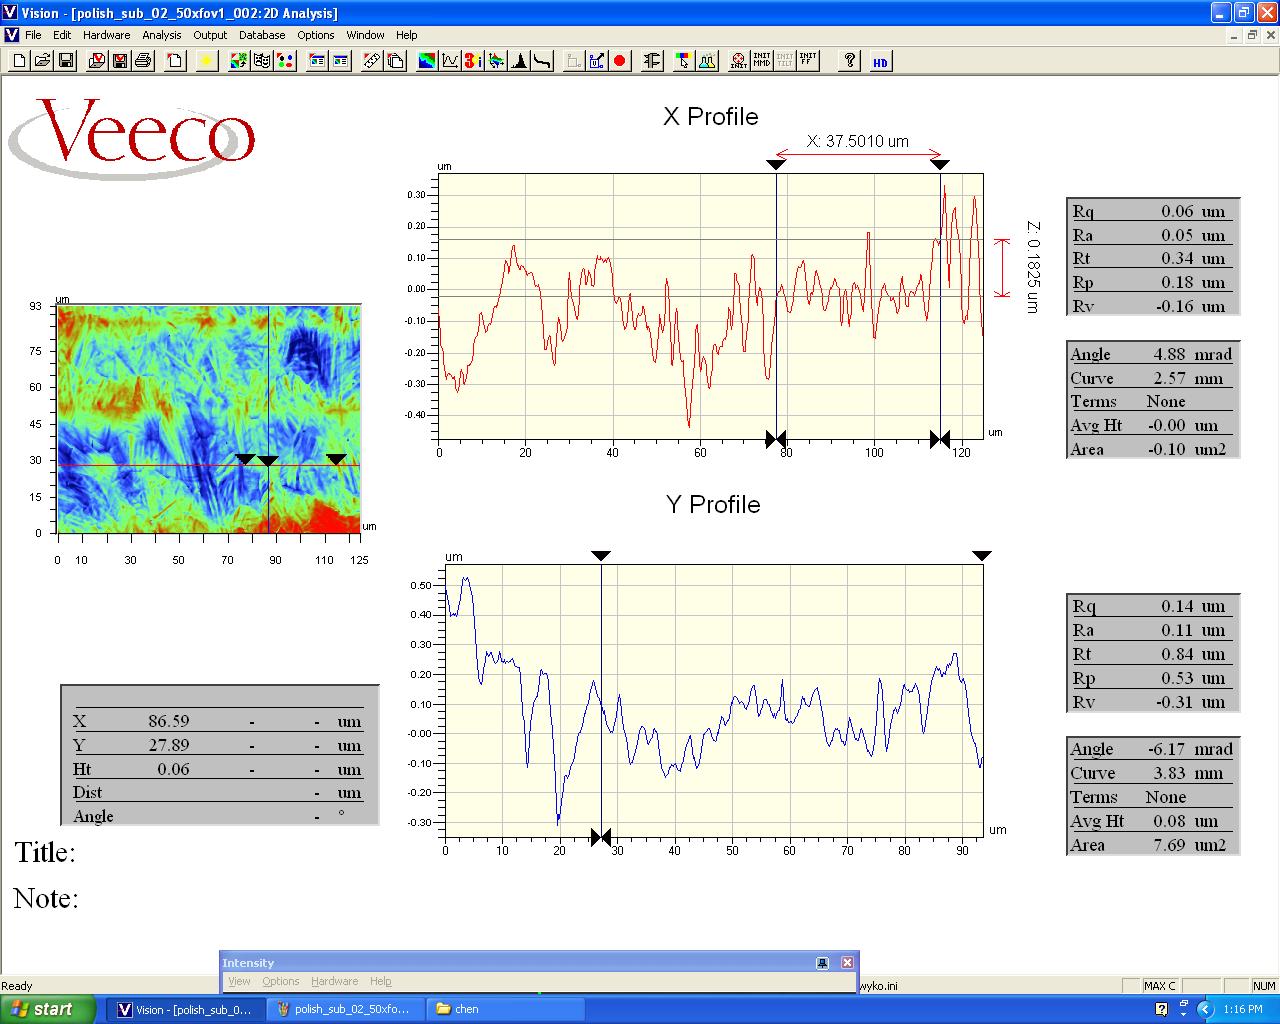 Vision - [polish_sub_02_50xfov1_002:2D Analysis]
File Edit Hardware Analysis Output Database Options Window Help
INIT INIT MMD INIT TILT INIT FF ? HD
Veeco
X Profile
X: 37.5010 um
um
0.30
0.20
0.10
0.00
-0.10
-0.20
-0.30
-0.40
0 20 40 60 80 100 120
um
Z: 0.1825 um
Rq 0.06 um
Ra 0.05 um
Rt 0.34 um
Rp 0.18 um
Rv -0.16 um
Angle 4.88 mrad
Curve 2.57 mm
Terms None
Avg Ht -0.00 um
Area -0.10 um2
um
93
75
60
45
30
15
0
um
0 10 30 50 70 90 110 125
Y Profile
um
0.50
0.40
0.30
0.20
0.10
-0.00
-0.10
-0.20
-0.30
0 10 20 30 40 50 60 70 80 90
um
Rq 0.14 um
Ra 0.11 um
Rt 0.84 um
Rp 0.53 um
Rv -0.31 um
Angle -6.17 mrad
Curve 3.83 mm
Terms None
Avg Ht 0.08 um
Area 7.69 um2
X 86.59 - - um
Y 27.89 - - um
Ht 0.06 - - um
Dist - um
Angle - °
Title:
Note:
Intensity
View Options Hardware Help
Ready wyko.ini MAX C NUM
start Vision - [polish_sub_0... polish_sub_02_50xfo... chen 1:16 PM